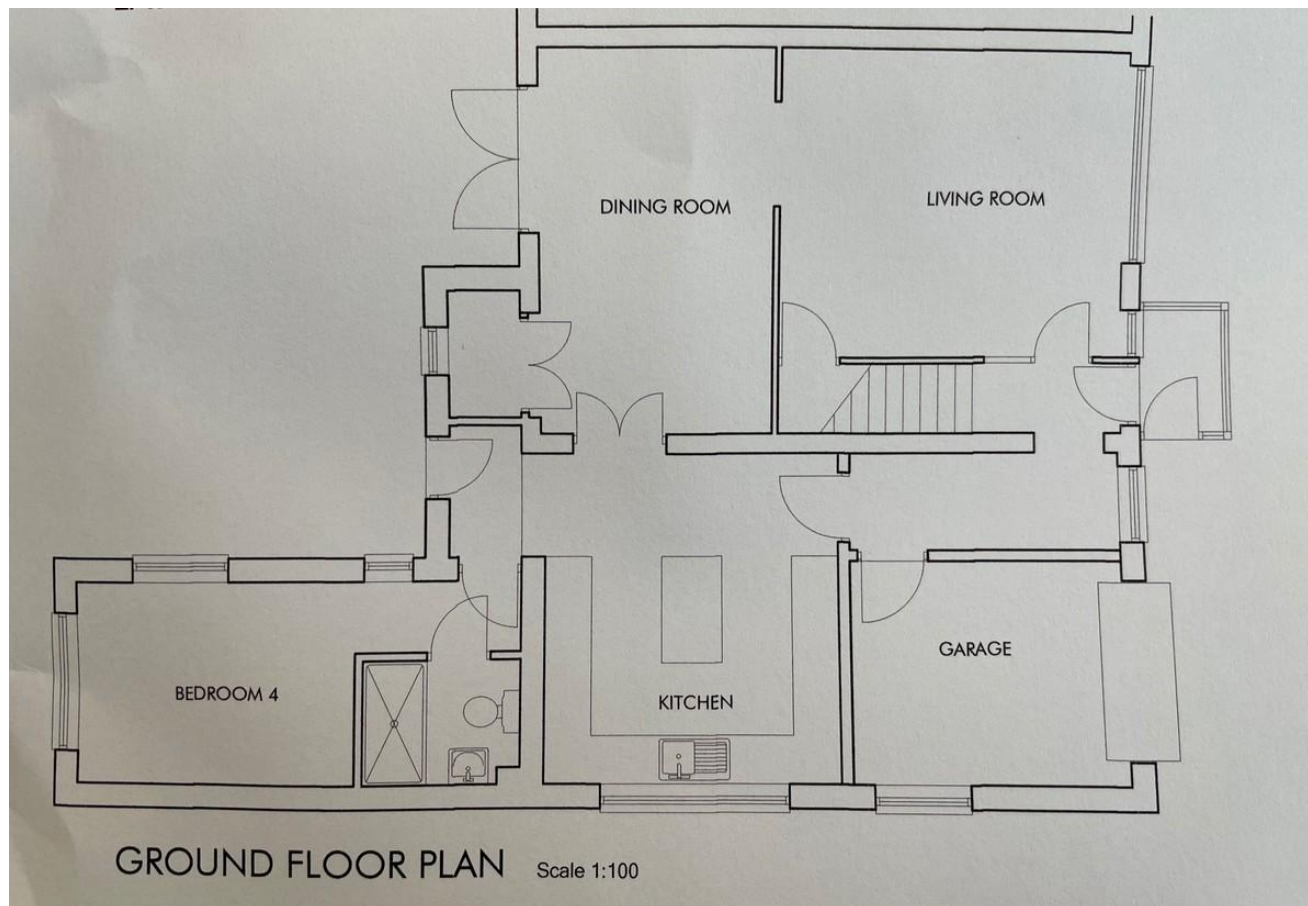 DINING ROOM
LIVING ROOM
GARAGE
BEDROOM 4
KITCHEN
GROUND FLOOR PLAN Scale 1:100